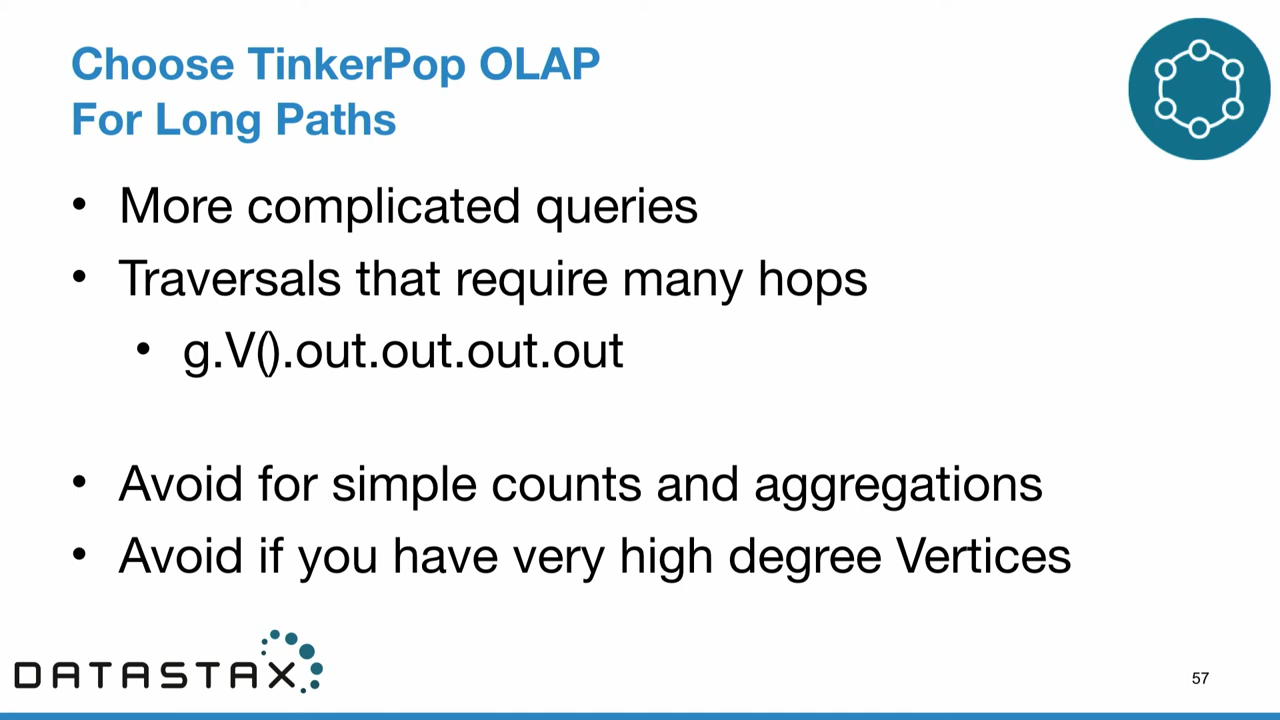 Choose TinkerPop OLAP
For Long Paths
• More complicated queries
• Traversals that require many hops
• g.V().out.out.out.out
• Avoid for simple counts and aggregations
• Avoid if you have very high degree Vertices
DATASTAX
57